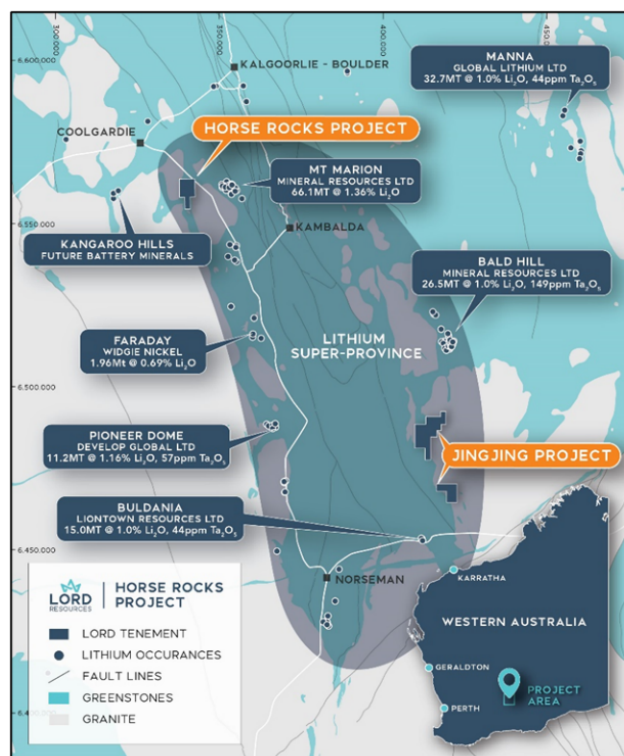 300,000
350,000
400,000
450,000
6,600,000
6,550,000
6,500,000
6,450,000
KALGOORLIE - BOULDER
COOLGARDIE
MANNA
GLOBAL LITHIUM LTD
32.7MT @ 1.0% Li₂O, 44ppm Ta₂O₅
HORSE ROCKS PROJECT
MT MARION
MINERAL RESOURCES LTD
66.1MT @ 1.36% Li₂O
KAMBALDA
KANGAROO HILLS
FUTURE BATTERY MINERALS
BALD HILL
MINERAL RESOURCES LTD
26.5MT @ 1.0% Li₂O, 149ppm Ta₂O₅
FARADAY
WIDGIE NICKEL
1.96Mt @ 0.69% Li₂O
LITHIUM
SUPER-PROVINCE
PIONEER DOME
DEVELOP GLOBAL LTD
11.2MT @ 1.16% Li₂O, 57ppm Ta₂O₅
JINGJING PROJECT
BULDANIA
LIONTOWN RESOURCES LTD
15.0MT @ 1.0% Li₂O, 44ppm Ta₂O₅
NORSEMAN
LORD
RESOURCES
HORSE ROCKS
PROJECT
LORD TENEMENT
LITHIUM OCCURANCES
FAULT LINES
GREENSTONES
GRANITE
KARRATHA
WESTERN AUSTRALIA
GERALDTON
PERTH
PROJECT
AREA